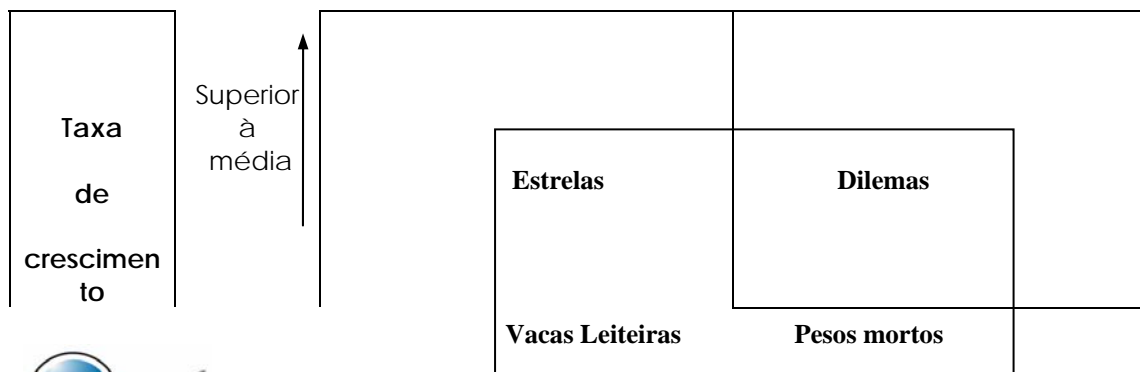 Taxa
de
crescimen
to
Superior
à
média
Estrelas
Dilemas
Vacas Leiteiras
Pesos mortos